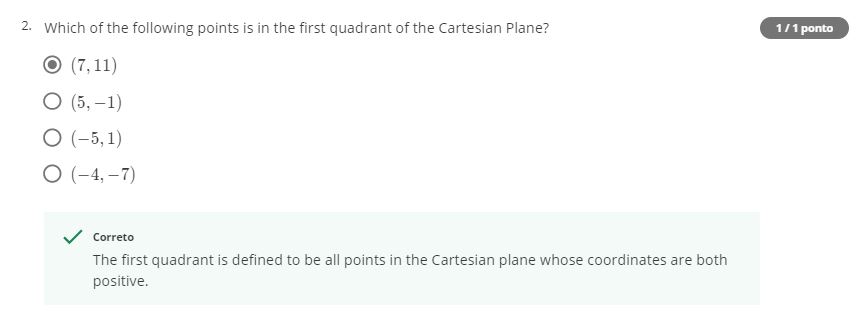 2. Which of the following points is in the first quadrant of the Cartesian Plane?
1 / 1 ponto
(7, 11)
(5, −1)
(−5, 1)
(−4, −7)
Correto
The first quadrant is defined to be all points in the Cartesian plane whose coordinates are both
positive.